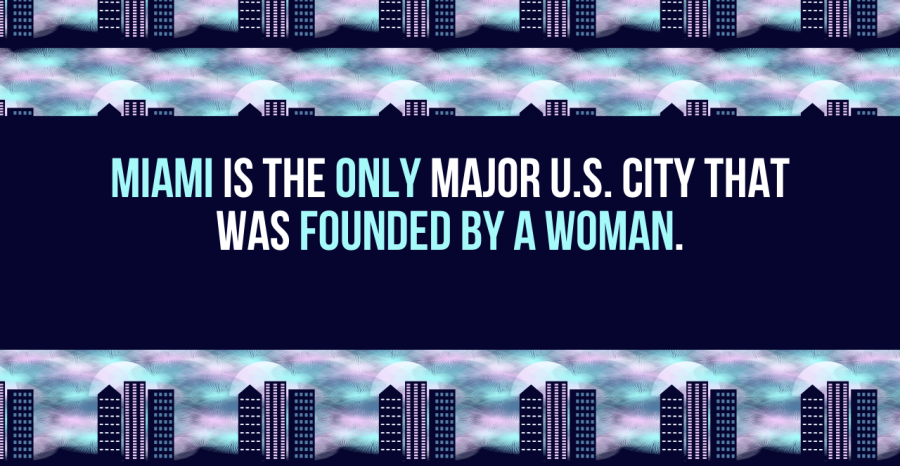 MIAMI IS THE ONLY MAJOR U.S. CITY THAT
WAS FOUNDED BY A WOMAN.